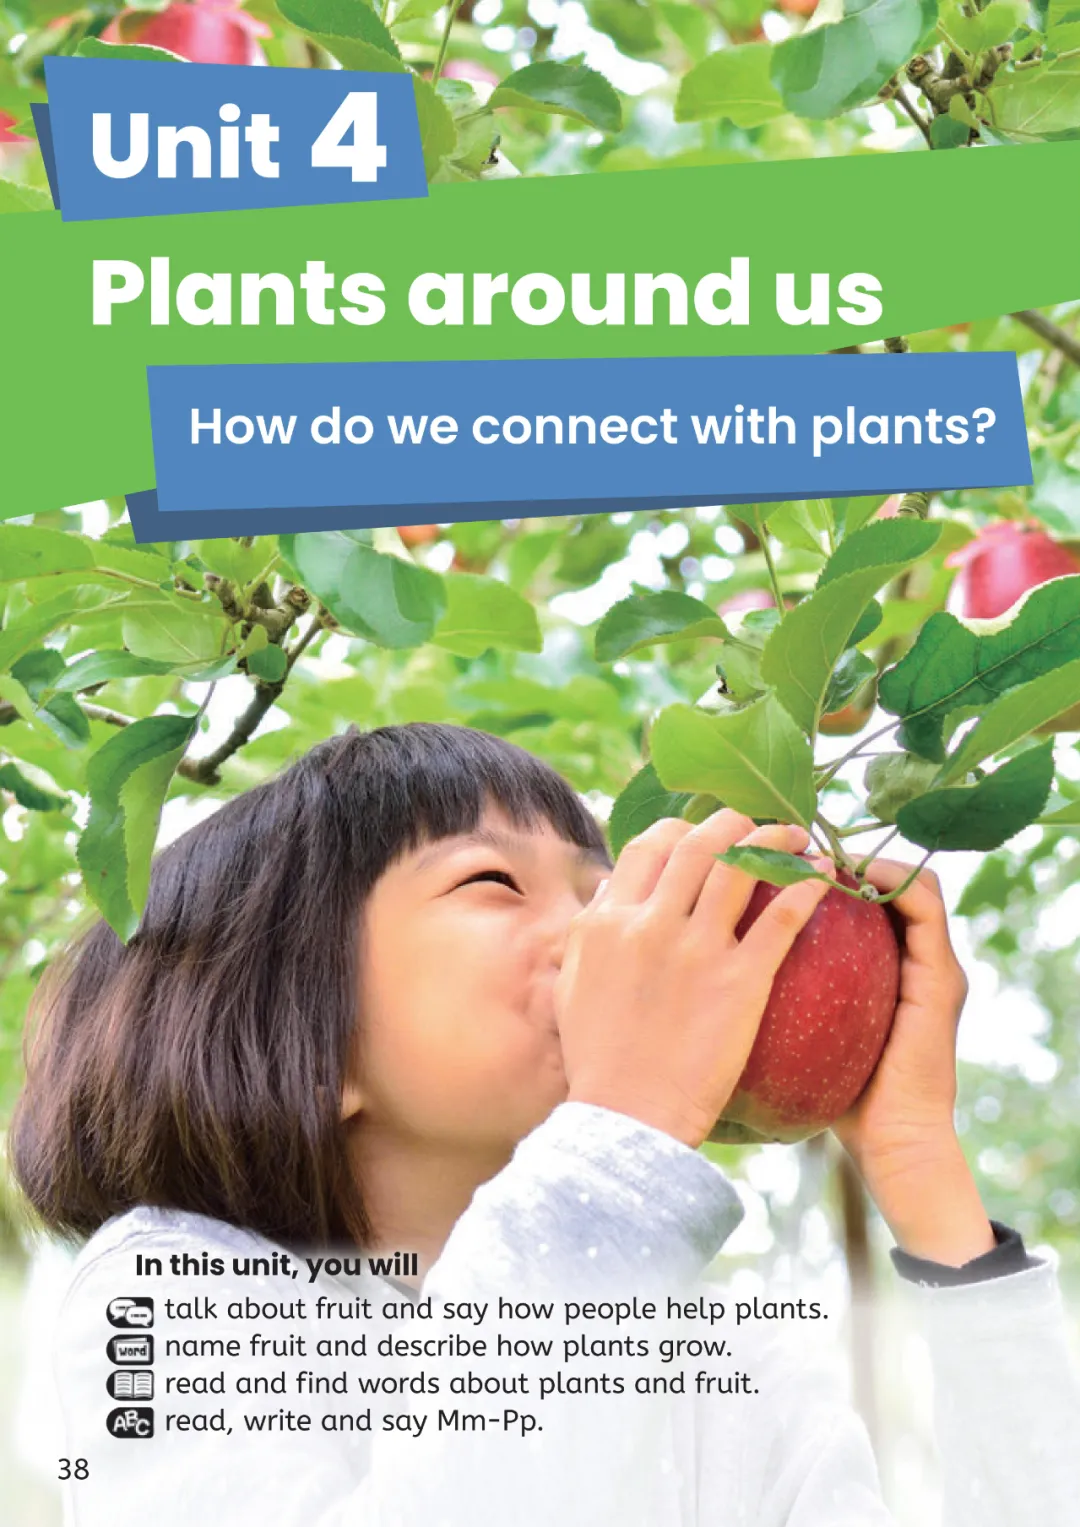 Unit 4
Plants around us
How do we connect with plants?
In this unit, you will
talk about fruit and say how people help plants.
word
name fruit and describe how plants grow.
read and find words about plants and fruit.
ABC
read, write and say Mm-Pp.
38